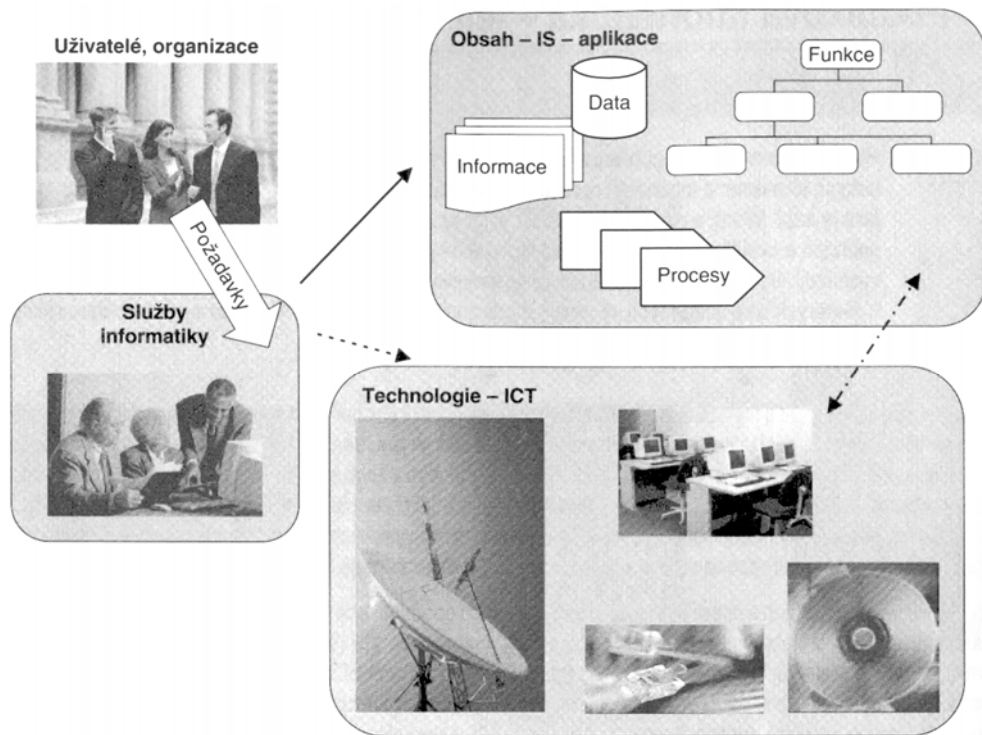 Uživatelé, organizace
Požadavky
Služby
informatiky
Obsah – IS – aplikace
Data
Informace
Funkce
Procesy
Technologie – ICT